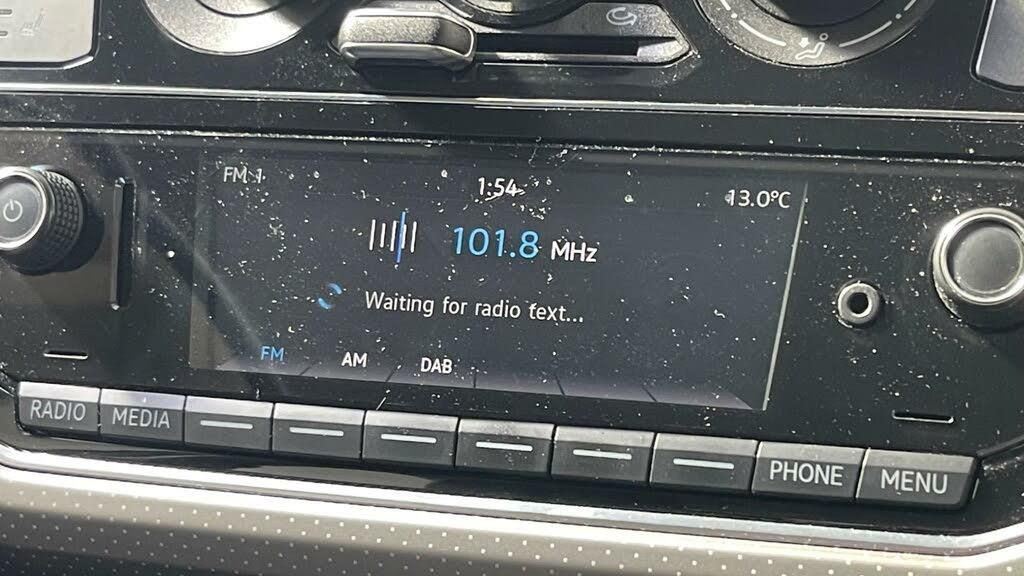 FM 1
1:54
13.0°C
101.8 MHz
Waiting for radio text...
FM AM DAB
RADIO MEDIA PHONE MENU